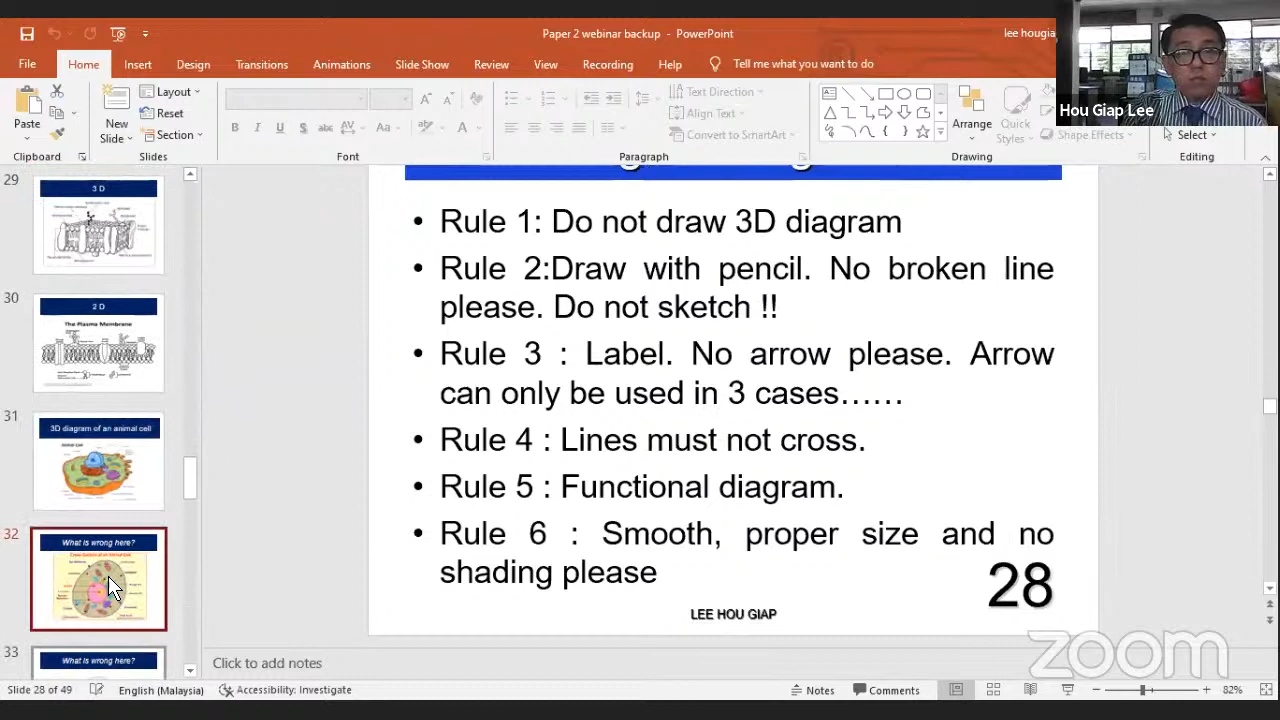 Paper 2 webinar backup - PowerPoint
lee hougia
File Home Insert Design Transitions Animations Slide Show Review View Recording Help Tell me what you want to do
Hou Giap Lee
Paste
New
Slide
Layout
Reset
Section
Text Direction
Align Text
Convert to SmartArt
Arrange
Quick
Styles
Shape Effects
Select
Clipboard Slides Font Paragraph Drawing Editing
29
3 D
30
2 D
The Plasma Membrane
31
3D diagram of an animal cell
32
What is wrong here?
33
What is wrong here?
• Rule 1: Do not draw 3D diagram
• Rule 2:Draw with pencil. No broken line
please. Do not sketch !!
• Rule 3 : Label. No arrow please. Arrow
can only be used in 3 cases……
• Rule 4 : Lines must not cross.
• Rule 5 : Functional diagram.
• Rule 6 : Smooth, proper size and no
shading please
28
LEE HOU GIAP
zoom
Click to add notes
Slide 28 of 49 English (Malaysia) Accessibility: Investigate Notes Comments 82%